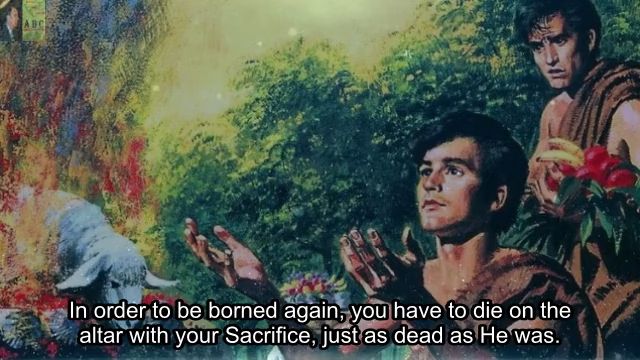 ABC
In order to be borned again, you have to die on the
altar with your Sacrifice, just as dead as He was.